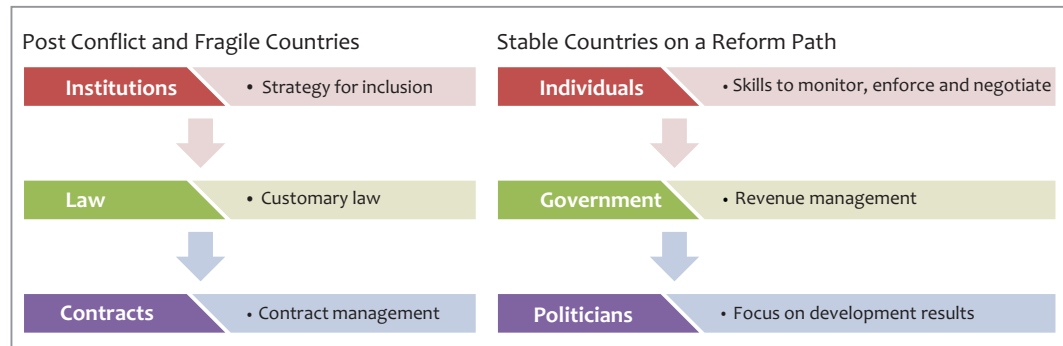 Post Conflict and Fragile Countries
Institutions
• Strategy for inclusion
Law
• Customary law
Contracts
• Contract management
Stable Countries on a Reform Path
Individuals
• Skills to monitor, enforce and negotiate
Government
• Revenue management
Politicians
• Focus on development results